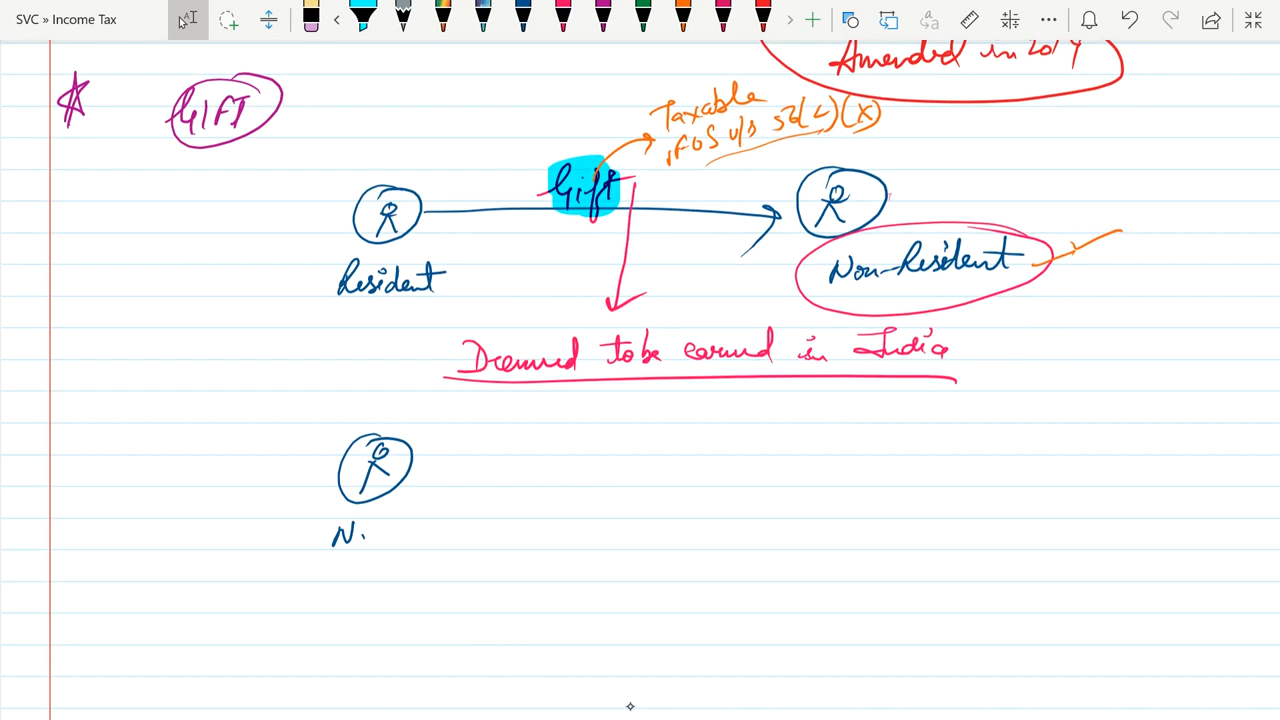 SVC » Income Tax
Amended in 2019
GIFT
Taxable
IFOS u/s 56(2)(X)
Gift
Resident
Non-Resident
Deemed to be earned in India
N.